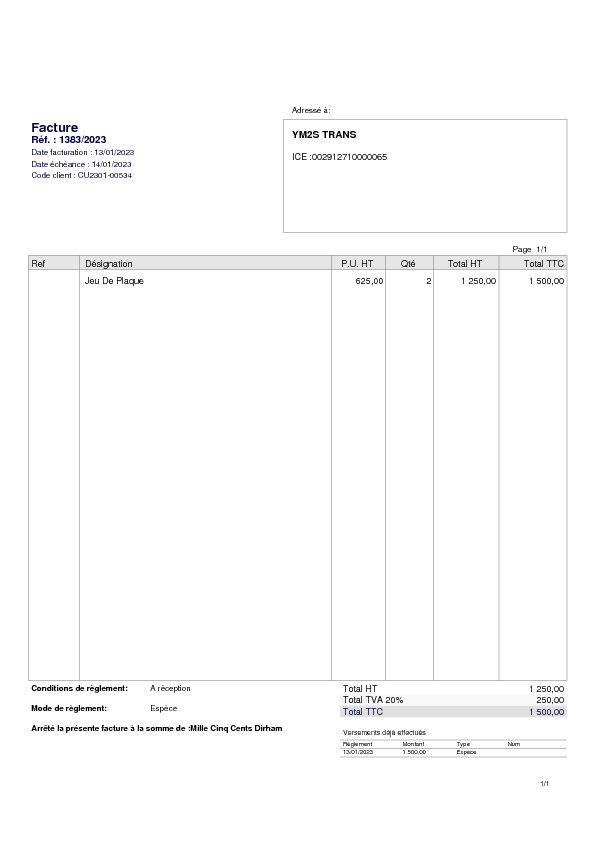 Adressé à:
Facture
Réf. : 1383/2023
Date facturation : 13/01/2023
Date échéance : 14/01/2023
Code client : CU2301-00534
YM2S TRANS
ICE :002912710000065
Page 1/1
Ref Désignation P.U. HT Qté Total HT Total TTC
Jeu De Plaque 625,00 2 1 250,00 1 500,00
Conditions de règlement: A réception
Mode de règlement: Espèce
Arrêté la présente facture à la somme de :Mille Cinq Cents Dirham
Total HT 1 250,00
Total TVA 20% 250,00
Total TTC 1 500,00
Versements déjà effectués
Règlement Montant Type Num
13/01/2023 1 500,00 Espèce
1/1